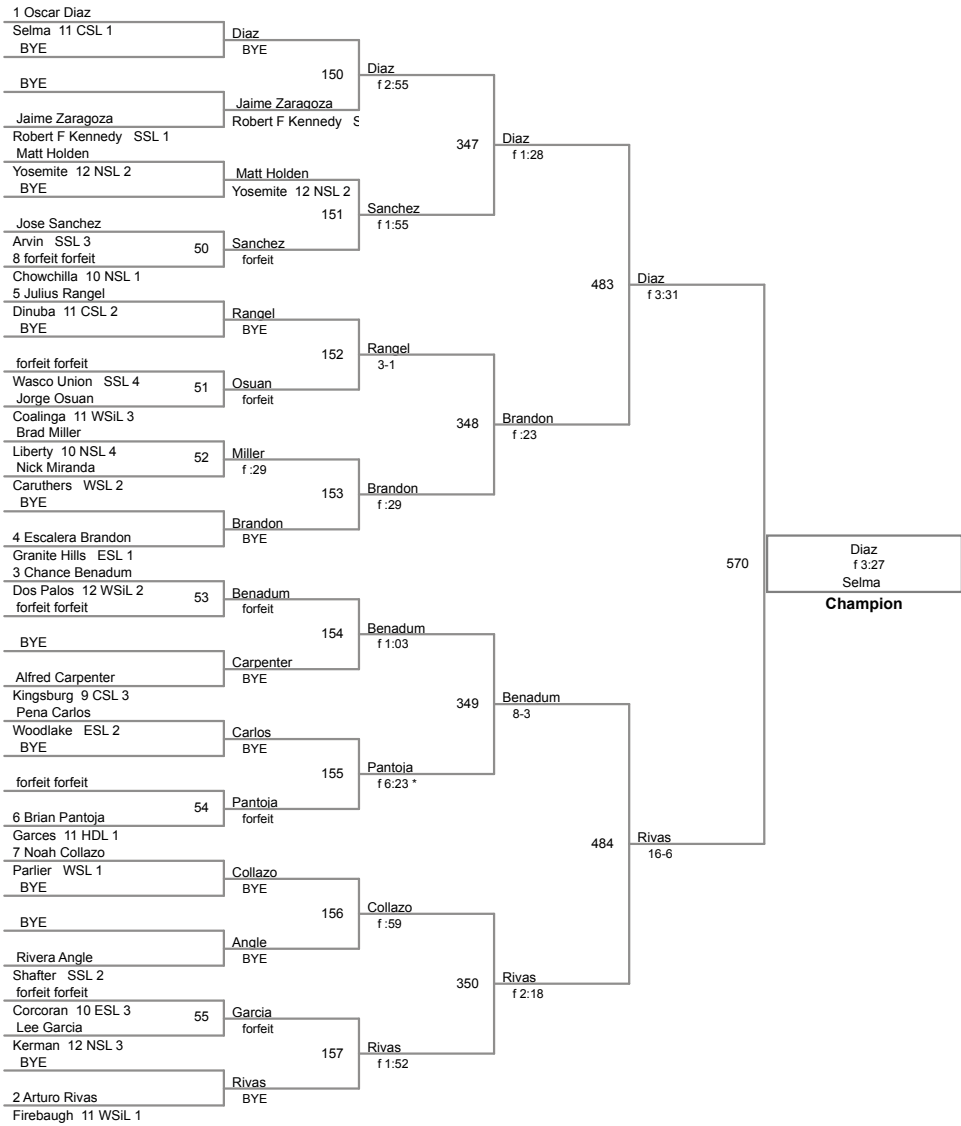 1 Oscar Diaz
Selma 11 CSL 1
BYE
BYE
Jaime Zaragoza
Robert F Kennedy SSL 1
Matt Holden
Yosemite 12 NSL 2
BYE
Jose Sanchez
Arvin SSL 3
8 forfeit forfeit
Chowchilla 10 NSL 1
5 Julius Rangel
Dinuba 11 CSL 2
BYE
forfeit forfeit
Wasco Union SSL 4
Jorge Osuan
Coalinga 11 WSiL 3
Brad Miller
Liberty 10 NSL 4
Nick Miranda
Caruthers WSL 2
BYE
4 Escalera Brandon
Granite Hills ESL 1
3 Chance Benadum
Dos Palos 12 WSiL 2
forfeit forfeit
BYE
Alfred Carpenter
Kingsburg 9 CSL 3
Pena Carlos
Woodlake ESL 2
BYE
forfeit forfeit
6 Brian Pantoja
Garces 11 HDL 1
7 Noah Collazo
Parlier WSL 1
BYE
BYE
Rivera Angle
Shafter SSL 2
forfeit forfeit
Corcoran 10 ESL 3
Lee Garcia
Kerman 12 NSL 3
BYE
2 Arturo Rivas
Firebaugh 11 WSiL 1
50
51
52
53
54
55
Diaz
BYE
Jaime Zaragoza
Robert F Kennedy S
Matt Holden
Yosemite 12 NSL 2
Sanchez
forfeit
Rangel
BYE
Osuan
forfeit
Miller
f :29
Brandon
BYE
Benadum
forfeit
Carpenter
BYE
Carlos
BYE
Pantoja
forfeit
Collazo
BYE
Angle
BYE
Garcia
forfeit
Rivas
BYE
150
151
152
153
154
155
156
157
Diaz
f 2:55
Sanchez
f 1:55
Rangel
3-1
Brandon
f :29
Benadum
f 1:03
Pantoja
f 6:23 *
Collazo
f :59
Rivas
f 1:52
347
348
349
350
Diaz
f 1:28
Brandon
f :23
Benadum
8-3
Rivas
f 2:18
483
484
Diaz
f 3:31
Rivas
16-6
570
Diaz
f 3:27
Selma
Champion